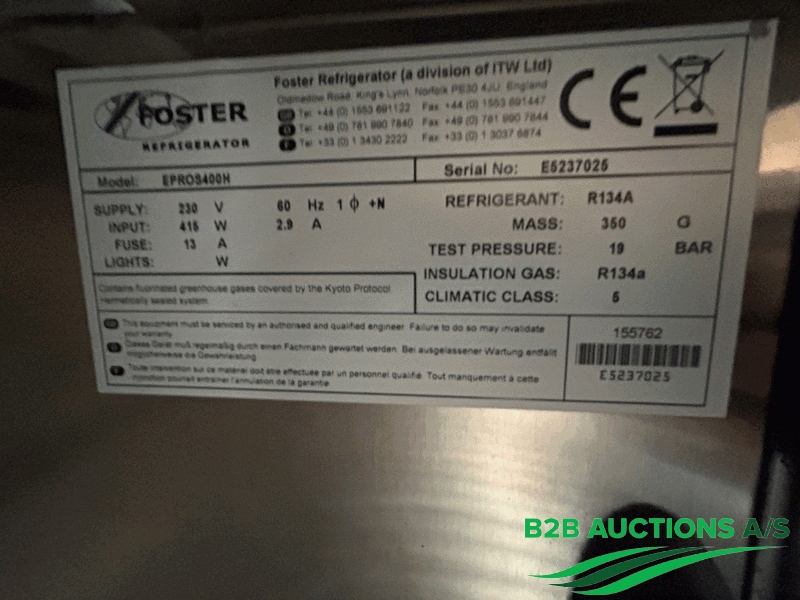 FOSTER
REFRIGERATOR
Foster Refrigerator (a division of ITW Ltd)
Oldmedow Road, King's Lynn, Norfolk PE30 4JU, England
Tel: +44 (0) 1553 691122 Fax: +44 (0) 1553 691447
Tel: +49 (0) 781 990 7840 Fax: +49 (0) 781 990 7844
Tel: +33 (0) 1 3430 2222 Fax: +33 (0) 1 3037 6874
CE
Model: EPROS400H
Serial No: E5237025
SUPPLY: 230 V 60 Hz 1 ϕ +N
INPUT: 415 W 2.9 A
FUSE: 13 A
LIGHTS: W
REFRIGERANT: R134A
MASS: 350 G
TEST PRESSURE: 19 BAR
INSULATION GAS: R134a
CLIMATIC CLASS: 5
Contains fluorinated greenhouse gases covered by the Kyoto Protocol
Hermetically sealed system
This equipment must be serviced by an authorised and qualified engineer. Failure to do so may invalidate
your warranty.
Dieses Gerät muß regelmäßig durch einen Fachmann gewartet werden. Bei ausgelassener Wartung entfällt
möglicherweise die Gewährleistung.
Toute intervention sur ce matériel doit être effectuée par un personnel qualifié. Tout manquement à cette
condition pourrait entraîner l'annulation de la garantie.
155762
E5237025
B2B AUCTIONS A/S